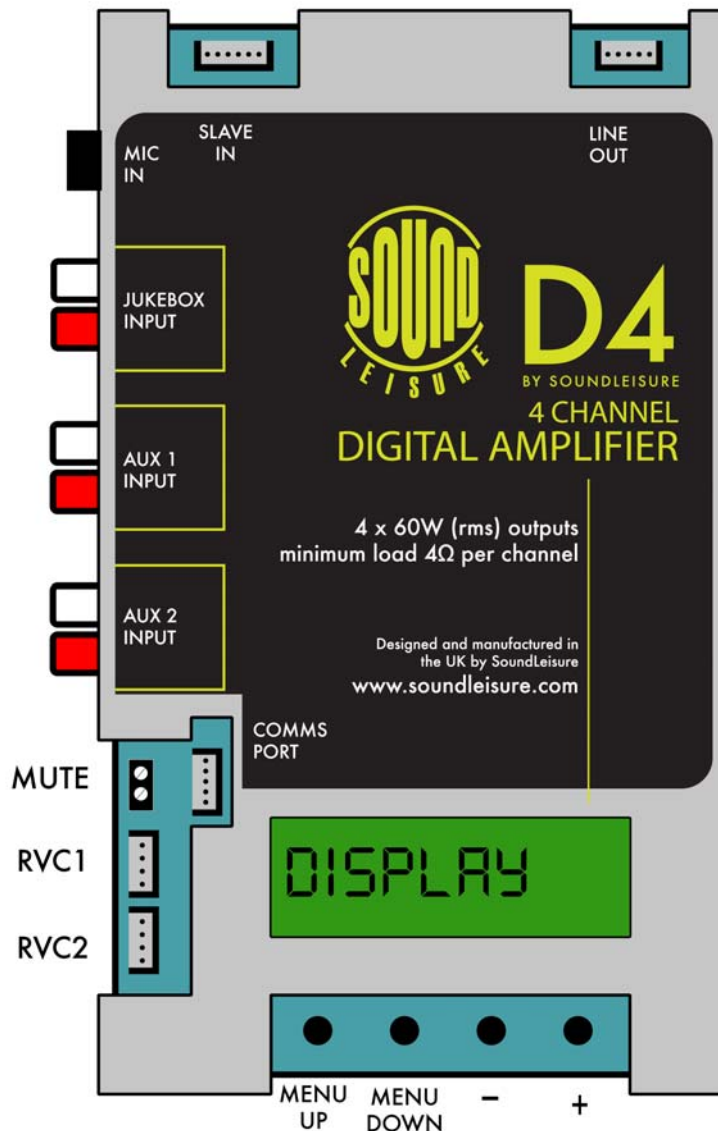 SLAVE
IN
LINE
OUT
MIC
IN
JUKEBOX
INPUT
SOUND
LEISURE
D4
BY SOUNDLEISURE
4 CHANNEL
DIGITAL AMPLIFIER
AUX 1
INPUT
4 x 60W (rms) outputs
minimum load 4Ω per channel
AUX 2
INPUT
Designed and manufactured in
the UK by SoundLeisure
www.soundleisure.com
COMMS
PORT
MUTE
RVC1
RVC2
DISPLAY
MENU
UP
MENU
DOWN
–
+